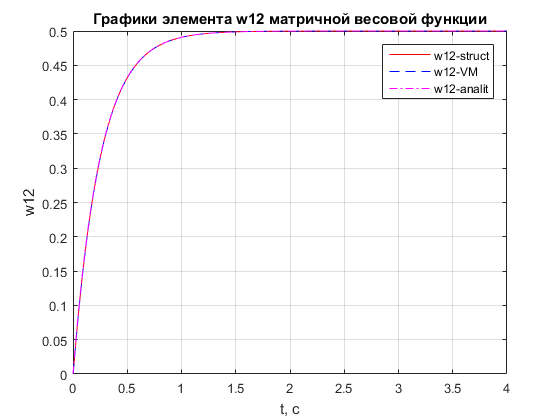 Графики элемента w12 матричной весовой функции
w12-struct
w12-VM
w12-analit
0.5
0.45
0.4
0.35
0.3
0.25
0.2
0.15
0.1
0.05
0
w12
0 0.5 1 1.5 2 2.5 3 3.5 4
t, c